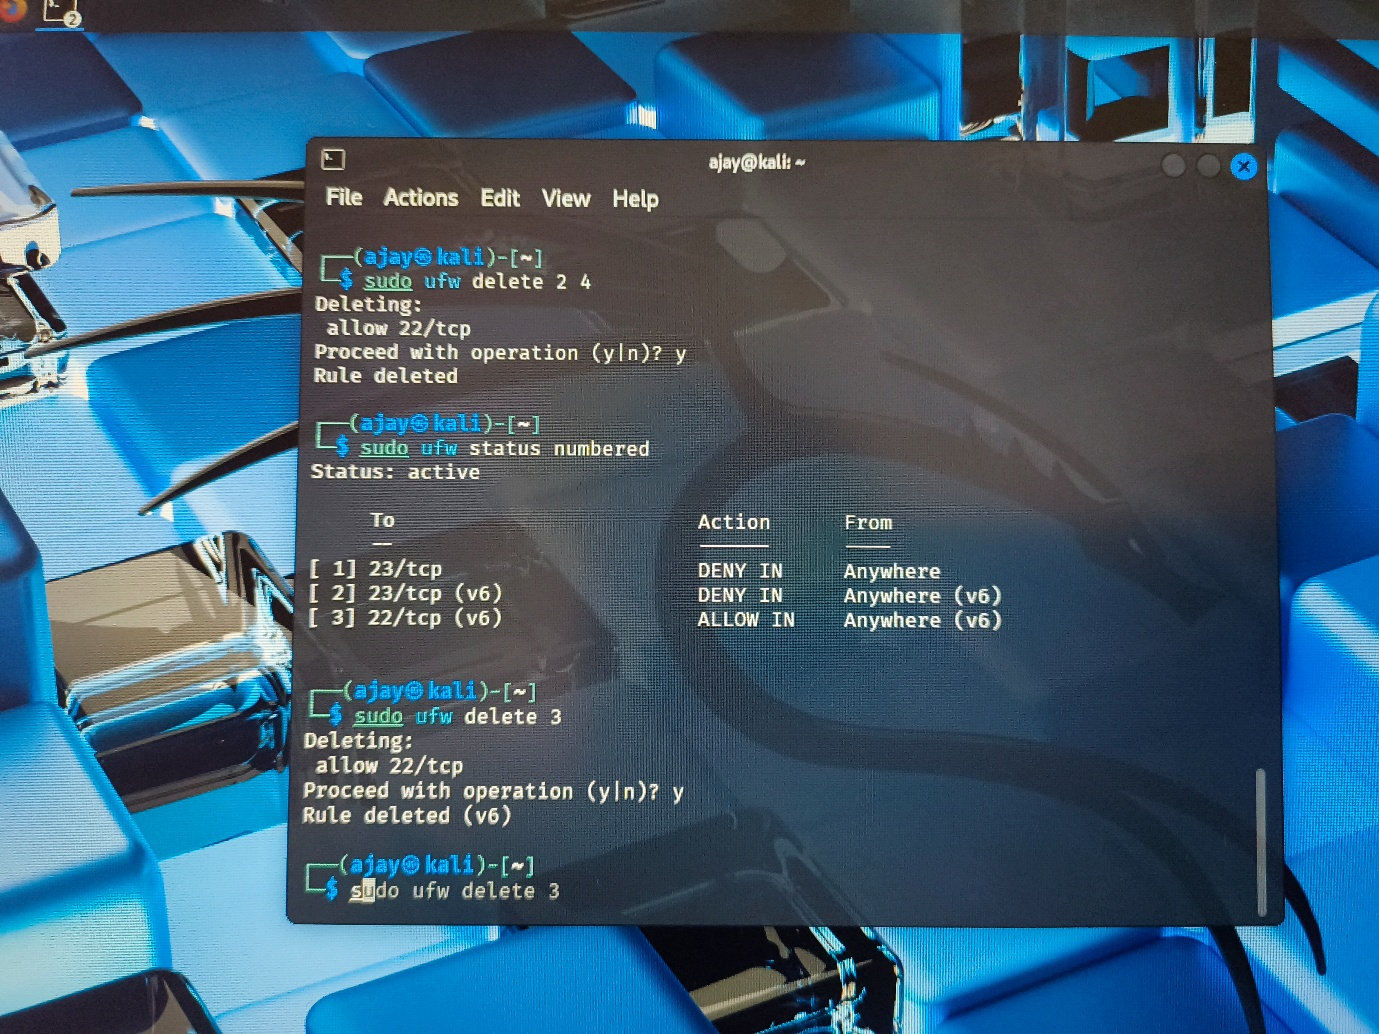 2
ajay@kali: ~
File Actions Edit View Help
(ajay㉿kali)-[~]
$ sudo ufw delete 2 4
Deleting:
allow 22/tcp
Proceed with operation (y|n)? y
Rule deleted
(ajay㉿kali)-[~]
$ sudo ufw status numbered
Status: active
To Action From
-- ------ ----
[ 1] 23/tcp DENY IN Anywhere
[ 2] 23/tcp (v6) DENY IN Anywhere (v6)
[ 3] 22/tcp (v6) ALLOW IN Anywhere (v6)
(ajay㉿kali)-[~]
$ sudo ufw delete 3
Deleting:
allow 22/tcp
Proceed with operation (y|n)? y
Rule deleted (v6)
(ajay㉿kali)-[~]
$ sudo ufw delete 3